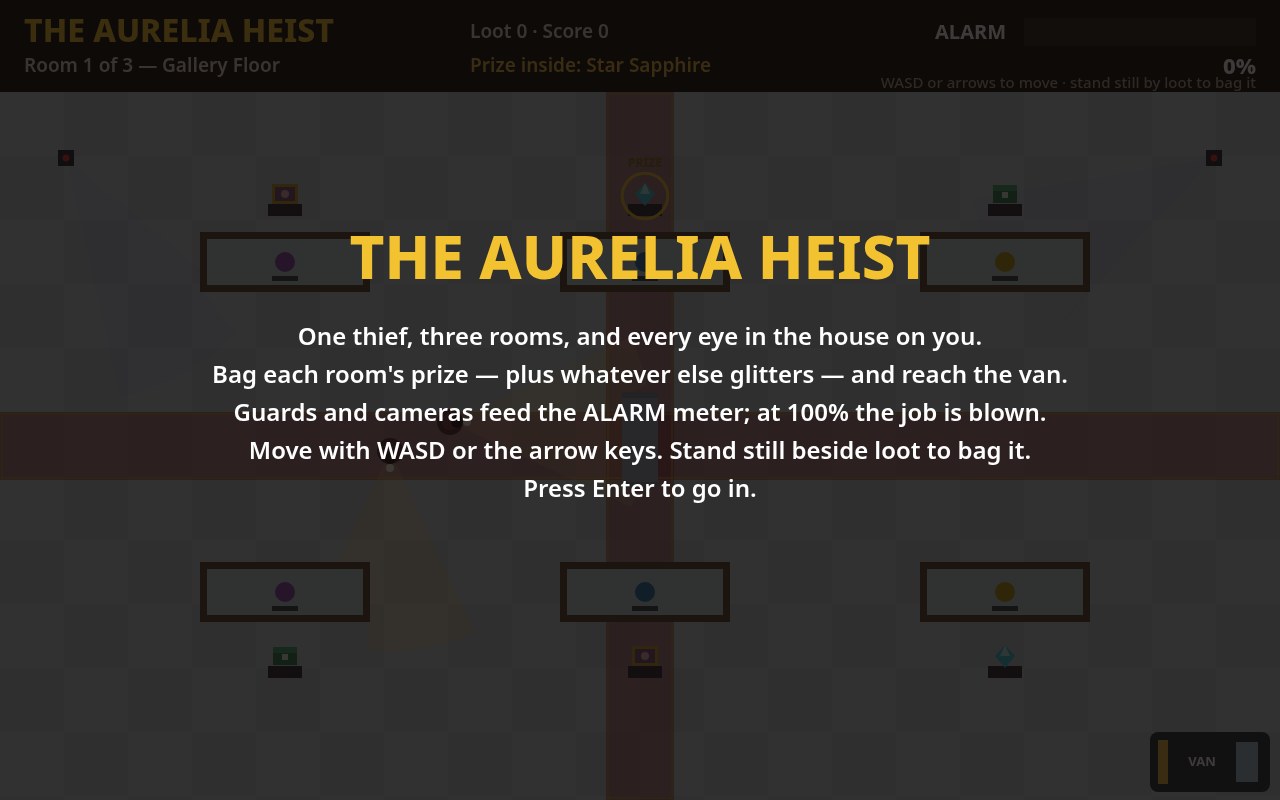 THE AURELIA HEIST
Room 1 of 3 — Gallery Floor
Loot 0 · Score 0
Prize inside: Star Sapphire
ALARM
0%
WASD or arrows to move · stand still by loot to bag it
PRIZE
THE AURELIA HEIST
One thief, three rooms, and every eye in the house on you.
Bag each room's prize — plus whatever else glitters — and reach the van.
Guards and cameras feed the ALARM meter; at 100% the job is blown.
Move with WASD or the arrow keys. Stand still beside loot to bag it.
Press Enter to go in.
VAN